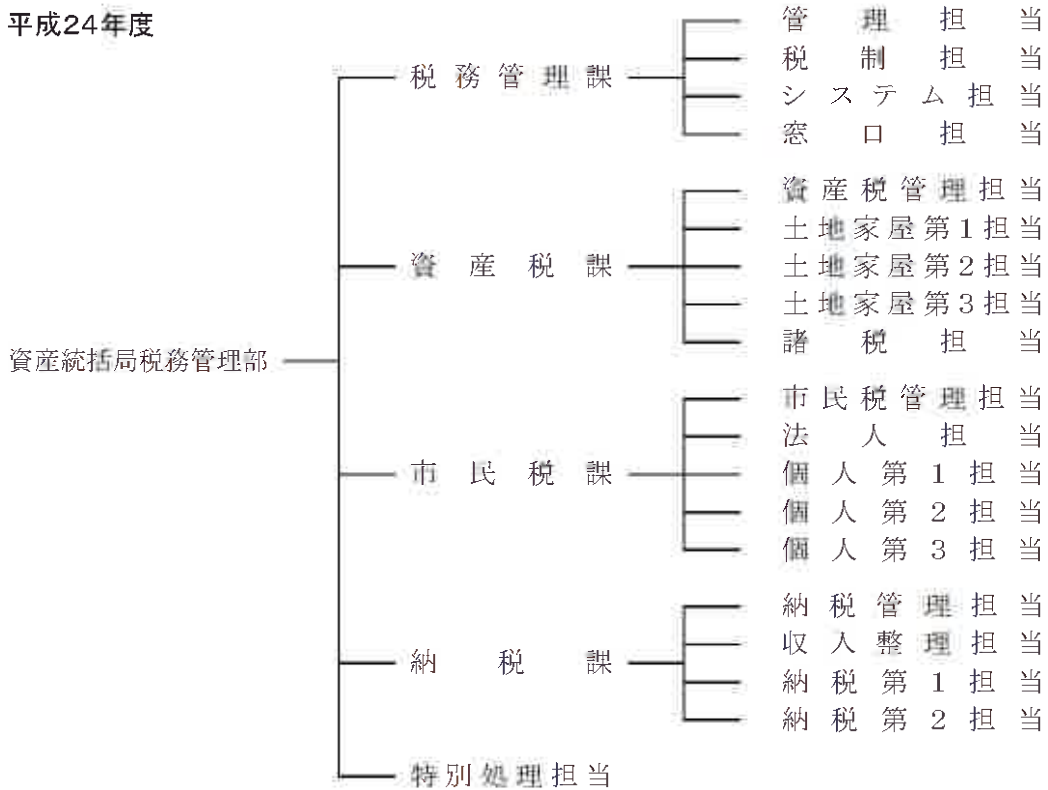 平成24年度
資産統括局税務管理部
税務管理課
管理担当
税制担当
システム担当
窓口担当
資産税課
資産税管理担当
土地家屋第1担当
土地家屋第2担当
土地家屋第3担当
諸税担当
市民税課
市民税管理担当
法人担当
個人第1担当
個人第2担当
個人第3担当
納税課
納税管理担当
収入整理担当
納税第1担当
納税第2担当
特別処理担当